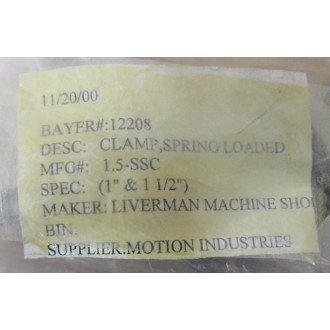 11/20/00
BAYER#:12208
DESC: CLAMP,SPRING LOADED
MFG#: 1.5-SSC
SPEC: (1" & 1 1/2")
MAKER: LIVERMAN MACHINE SHO
BIN:
SUPPLIER:MOTION INDUSTRIES